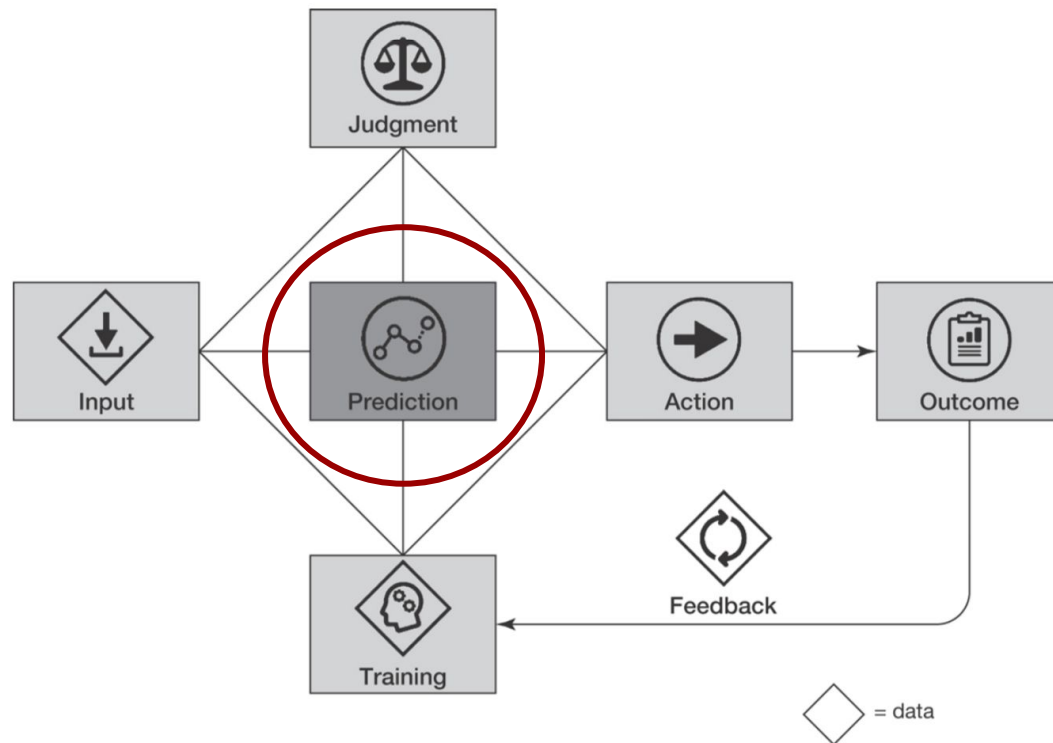 Judgment
Input
Prediction
Action
Outcome
Feedback
Training
= data